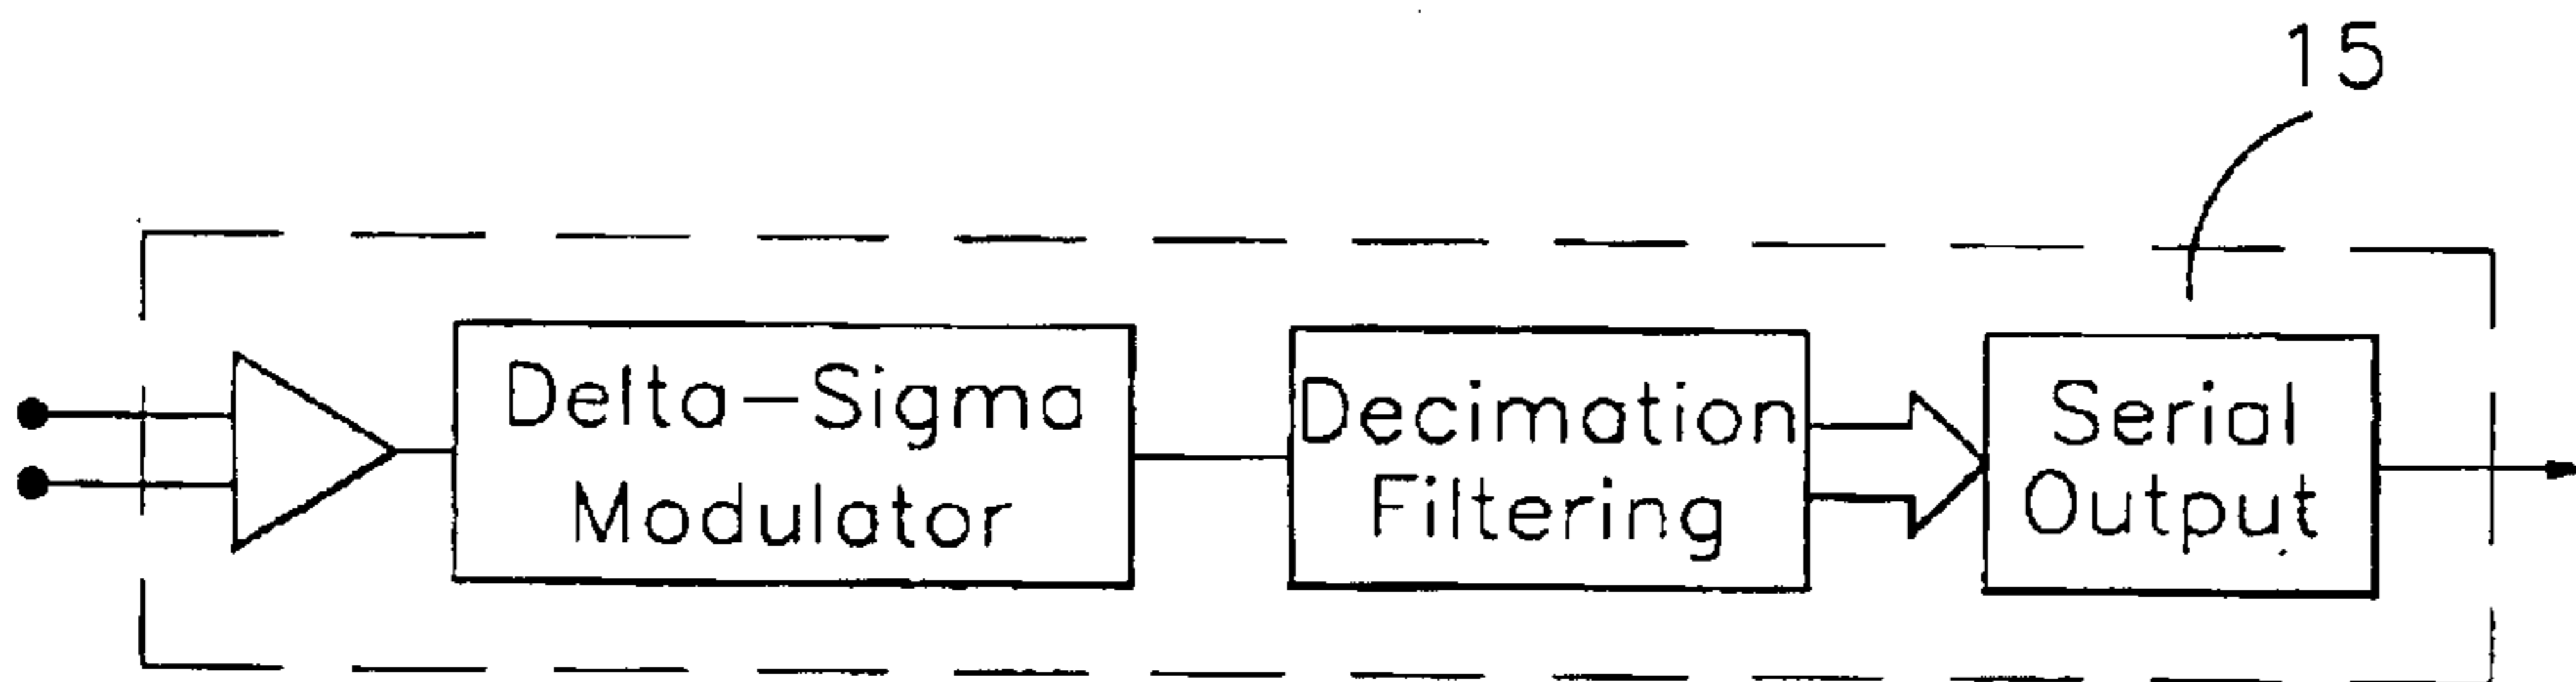 15
Delta-Sigma
Modulator
Decimation
Filtering
Serial
Output